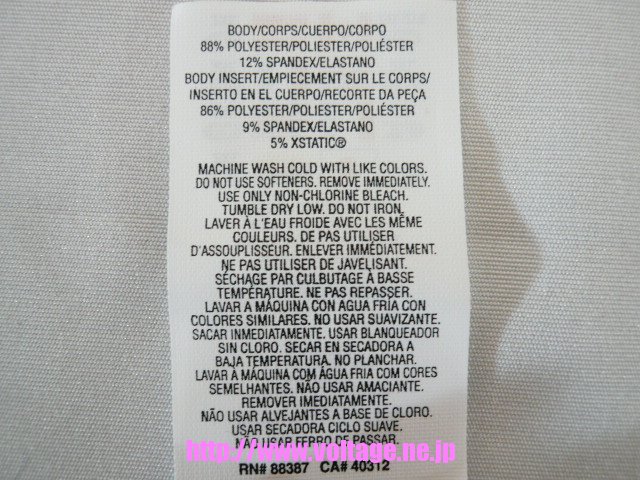 BODY/CORPS/CUERPO/CORPO
88% POLYESTER/POLIESTER/POLIÉSTER
12% SPANDEX/ELASTANO
BODY INSERT/EMPIECEMENT SUR LE CORPS/
INSERTO EN EL CUERPO/RECORTE DA PEÇA
86% POLYESTER/POLIESTER/POLIÉSTER
9% SPANDEX/ELASTANO
5% XSTATIC®
MACHINE WASH COLD WITH LIKE COLORS.
DO NOT USE SOFTENERS. REMOVE IMMEDIATELY.
USE ONLY NON-CHLORINE BLEACH.
TUMBLE DRY LOW. DO NOT IRON.
LAVER À L'EAU FROIDE AVEC LES MÊME
COULEURS. DE PAS UTILISER
D'ASSOUPLISSEUR. ENLEVER IMMÉDIATEMENT.
NE PAS UTILISER DE JAVELISANT.
SÉCHAGE PAR CULBUTAGE À BASSE
TEMPÉRATURE. NE PAS REPASSER.
LAVAR A MÁQUINA CON AGUA FRÍA CON
COLORES SIMILARES. NO USAR SUAVIZANTE.
SACAR INMEDIATAMENTE. USAR BLANQUEADOR
SIN CLORO. SECAR EN SECADORA A
BAJA TEMPERATURA. NO PLANCHAR.
LAVAR À MÁQUINA COM ÁGUA FRIA COM CORES
SEMELHANTES. NÃO USAR AMACIANTE.
REMOVER IMEDIATAMENTE.
NÃO USAR ALVEJANTES A BASE DE CLORO.
USAR SECADORA CICLO SUAVE.
NÃO USAR FERRO DE PASSAR.
http://www.voltage.ne.jp
RN# 88387 CA# 40312